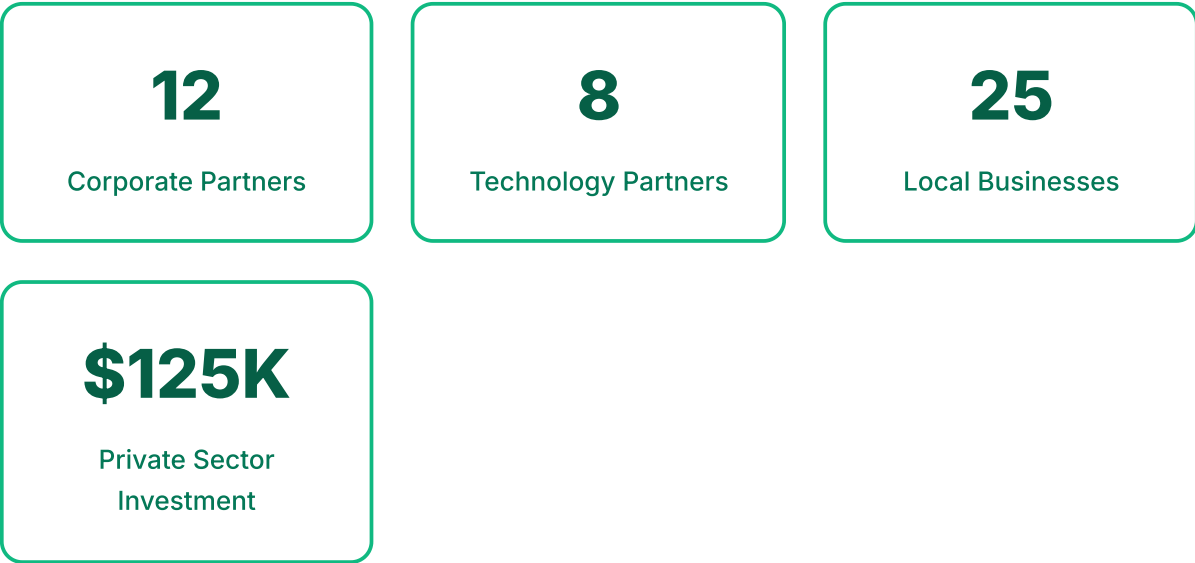 12
Corporate Partners
8
Technology Partners
25
Local Businesses
$125K
Private Sector
Investment